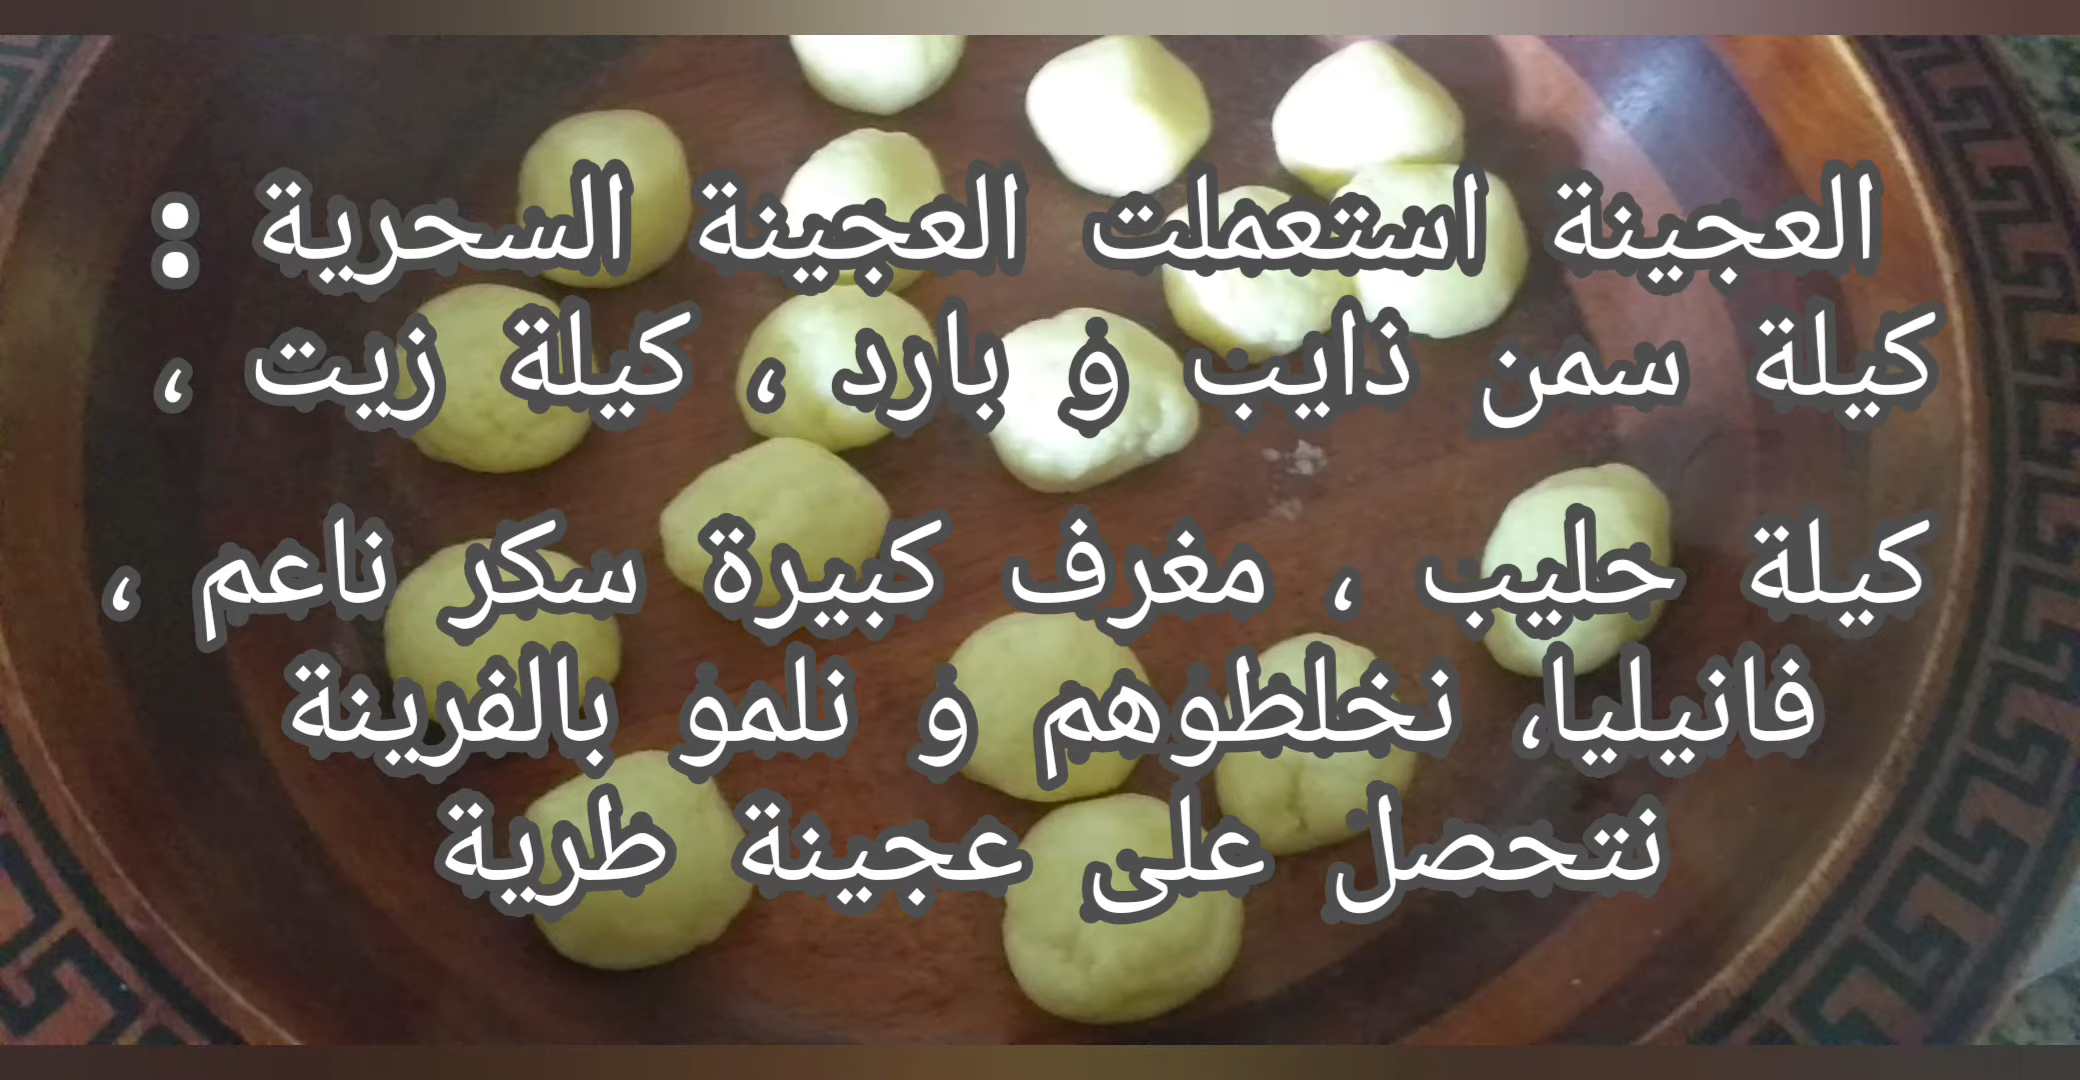 العجينة استعملت العجينة السحرية :
كيلة سمن ذايب و بارد ، كيلة زيت ،
كيلة حليب ، مغرف كبيرة سكر ناعم ،
فانيليا، نخلطوهم و نلمو بالفرينة
نتحصل على عجينة طرية